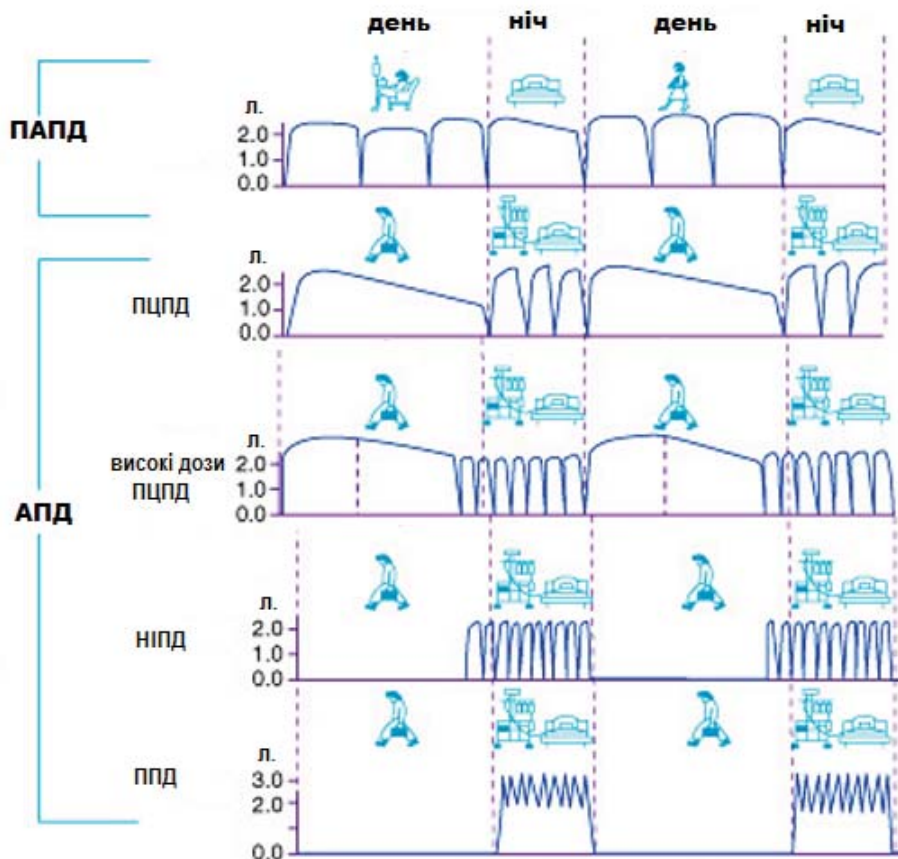 день ніч день ніч
ПАПД
л.
2.0
1.0
0.0
АПД
ПЦПД
л.
2.0
1.0
0.0
високі дози
ПЦПД
л.
2.0
1.0
0.0
НІПД
л.
2.0
1.0
0.0
ППД
л.
3.0
2.0
0.0